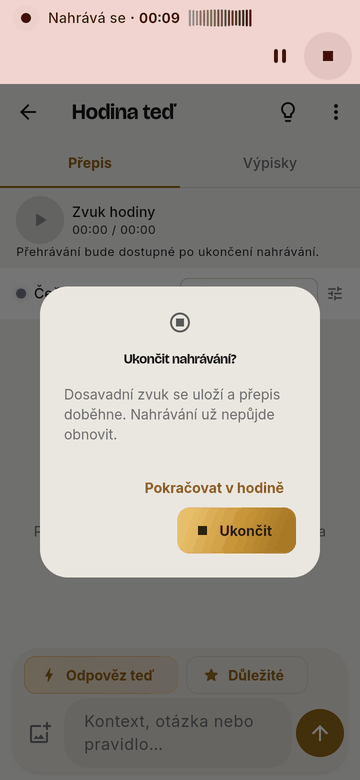 Nahrává se · 00:09
Hodina teď
Přepis
Výpisky
Zvuk hodiny
00:00 / 00:00
Přehrávání bude dostupné po ukončení nahrávání.
Ukončit nahrávání?
Dosavadní zvuk se uloží a přepis
doběhne. Nahrávání už nepůjde
obnovit.
Pokračovat v hodině
Ukončit
Odpověz teď
Důležité
Kontext, otázka nebo
pravidlo...